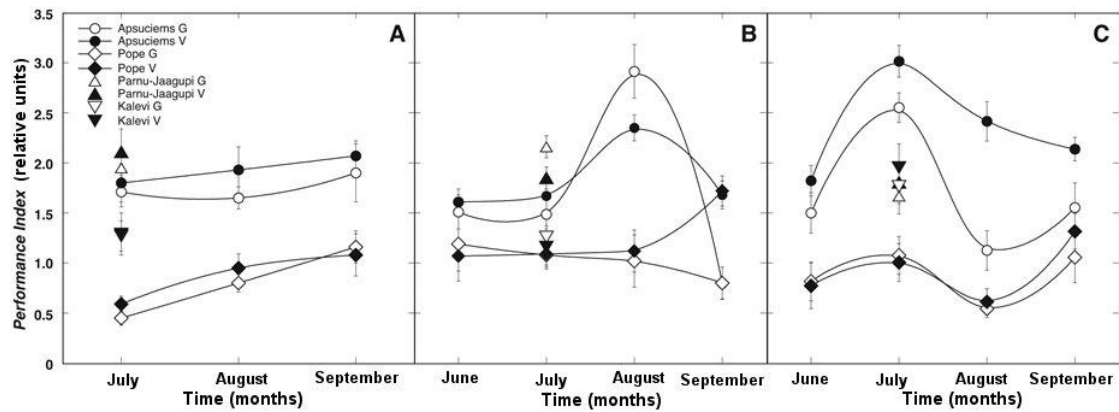 Performance Index (relative units)
3.5
3.0
2.5
2.0
1.5
1.0
0.5
0
Apsuciems G
Apsuciems V
Pope G
Pope V
Parnu-Jaagupi G
Parnu-Jaagupi V
Kalevi G
Kalevi V
A
B
C
July August September
June July August September
June July August September
Time (months) Time (months) Time (months)